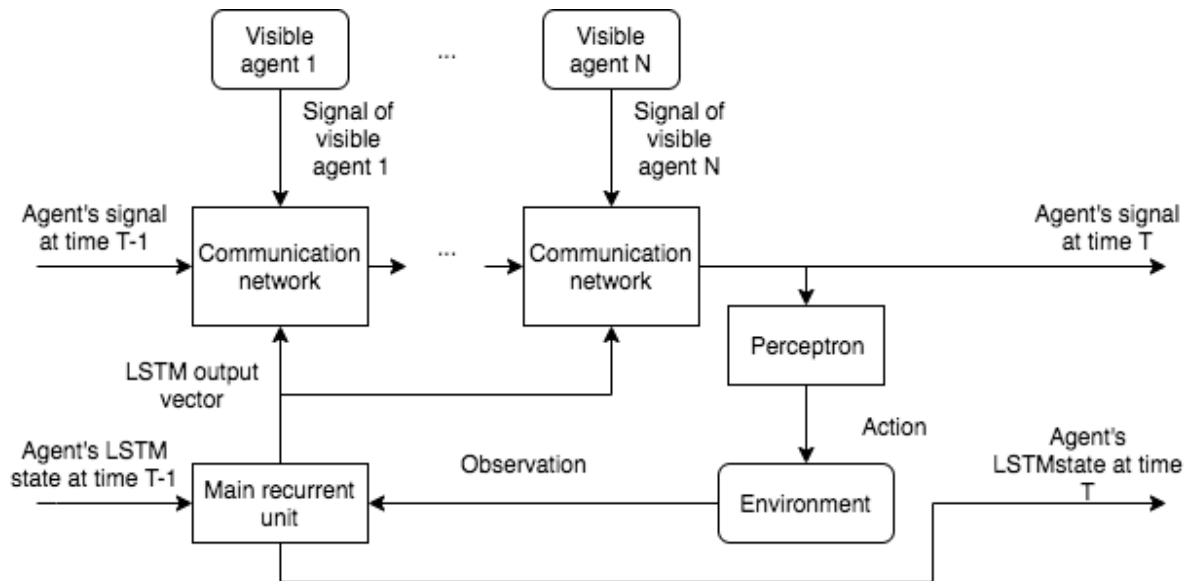 Visible
agent 1
...
Visible
agent N
Signal of
visible
agent 1
Signal of
visible
agent N
Agent's signal
at time T-1
Communication
network
...
Communication
network
Agent's signal
at time T
Perceptron
LSTM output
vector
Action
Agent's LSTM
state at time T-1
Main recurrent
unit
Observation
Environment
Agent's
LSTMstate at time
T